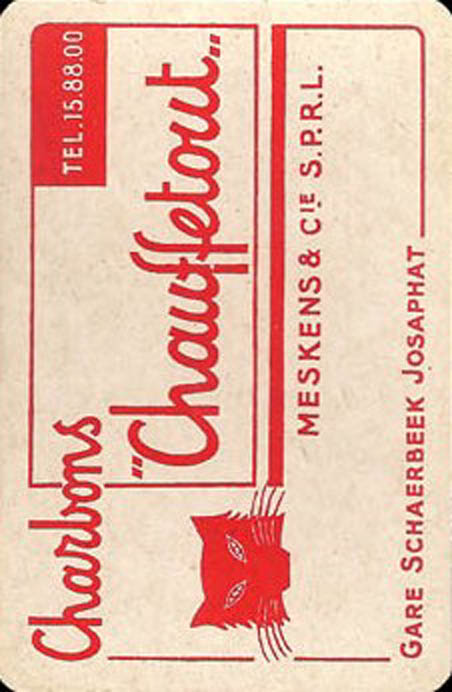 Charbons
TEL.15.88.00
"Chauffetout"
MESKENS & CIE S.P.R.L.
GARE SCHAERBEEK JOSAPHAT